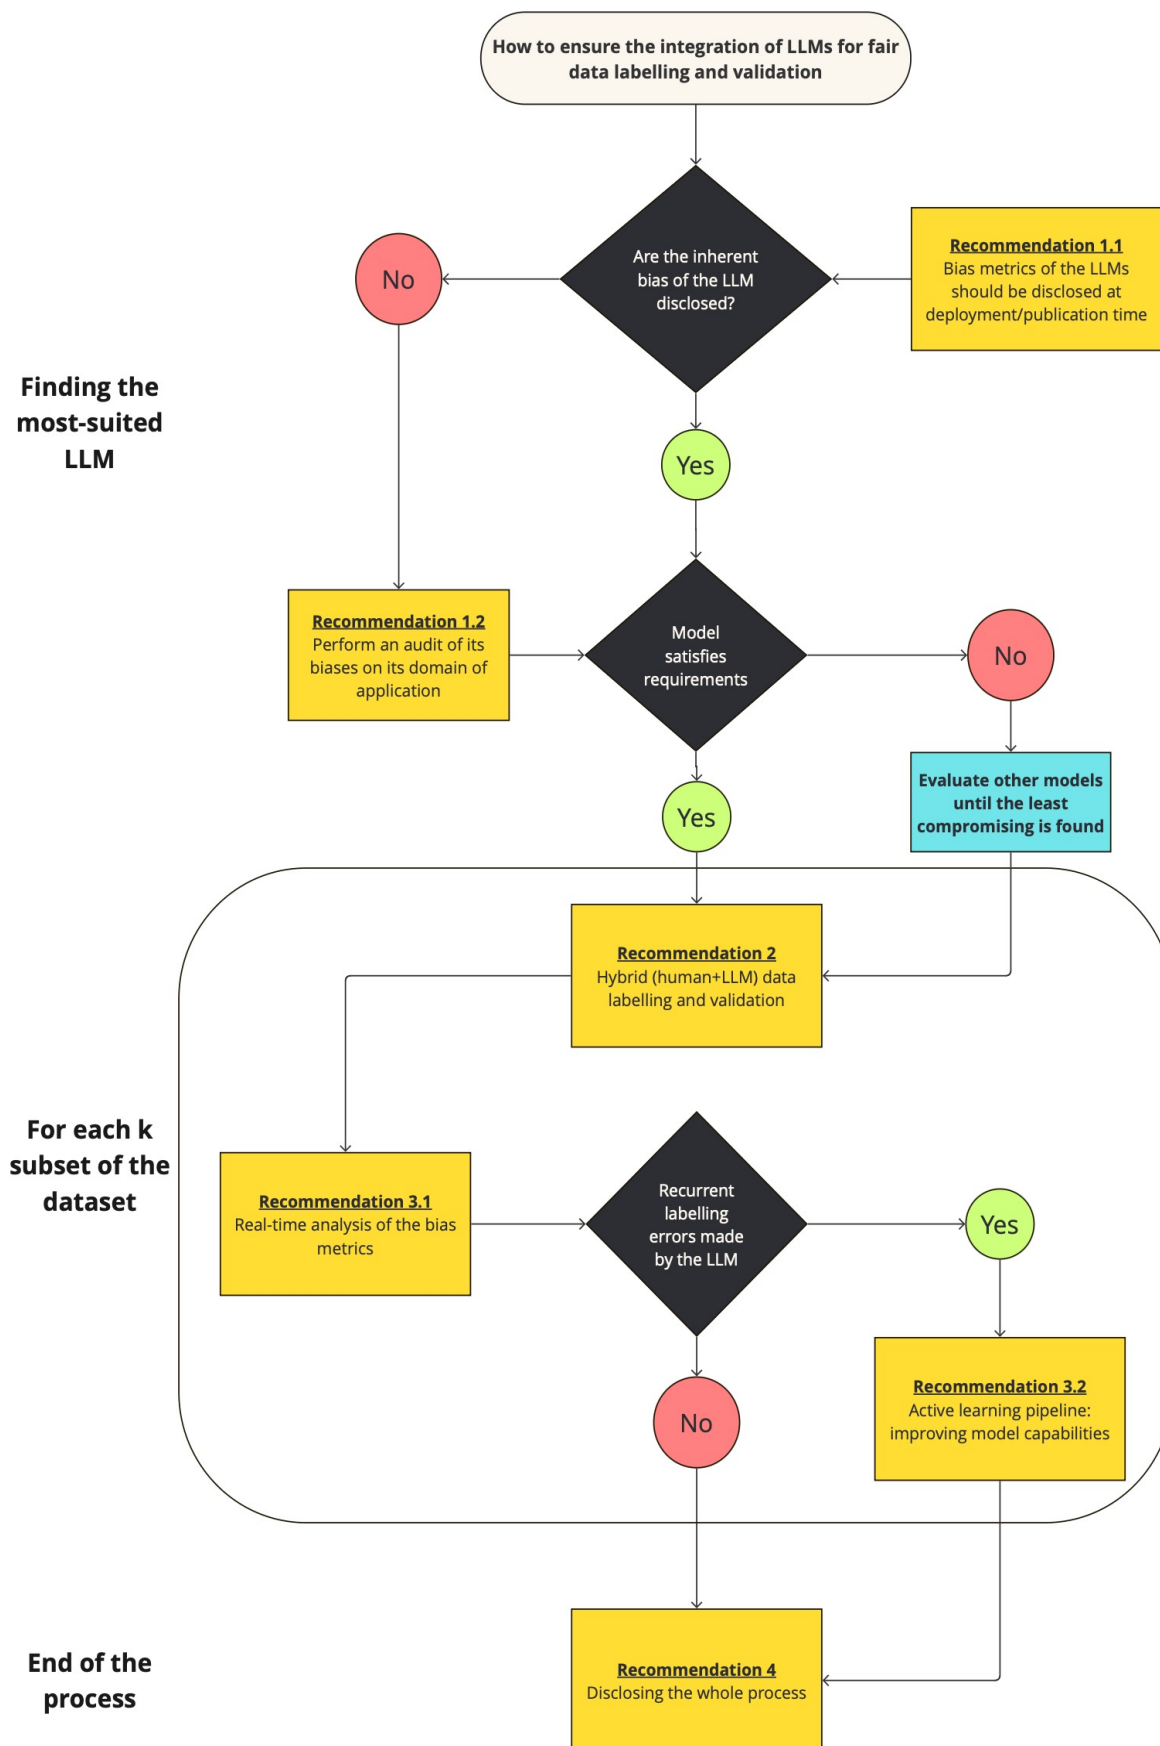 How to ensure the integration of LLMs for fair
data labelling and validation
Are the inherent
bias of the LLM
disclosed?
Recommendation 1.1
Bias metrics of the LLMs
should be disclosed at
deployment/publication time
No
Finding the
most-suited
LLM
Yes
Recommendation 1.2
Perform an audit of its
biases on its domain of
application
Model
satisfies
requirements
No
Evaluate other models
until the least
compromising is found
Yes
Recommendation 2
Hybrid (human+LLM) data
labelling and validation
For each k
subset of the
dataset
Recommendation 3.1
Real-time analysis of the bias
metrics
Recurrent
labelling
errors made
by the LLM
Yes
No
Recommendation 3.2
Active learning pipeline:
improving model capabilities
End of the
process
Recommendation 4
Disclosing the whole process